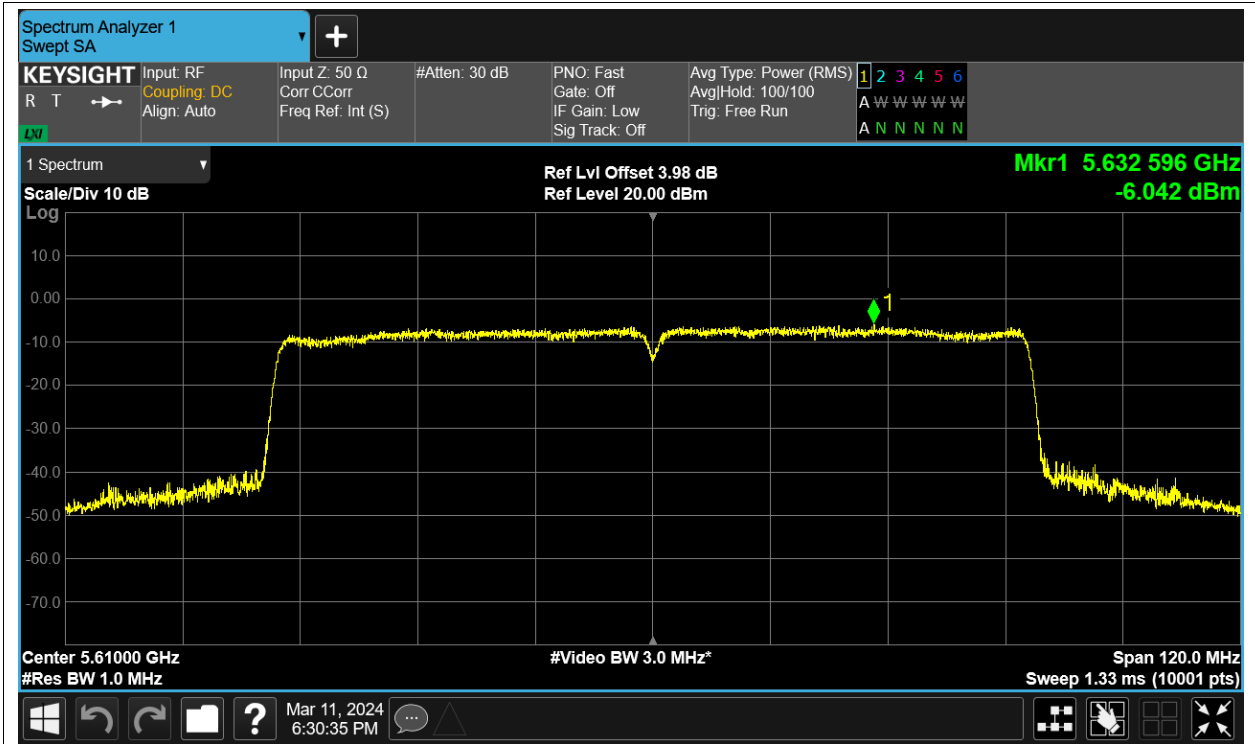 Spectrum Analyzer 1
Swept SA
KEYSIGHT
R T
LXI
Input: RF
Coupling: DC
Align: Auto
Input Z: 50 Ω
Corr CCorr
Freq Ref: Int (S)
#Atten: 30 dB
PNO: Fast
Gate: Off
IF Gain: Low
Sig Track: Off
Avg Type: Power (RMS)
Avg|Hold: 100/100
Trig: Free Run
1 2 3 4 5 6
A W W W W W
A N N N N N
1 Spectrum
Scale/Div 10 dB
Log
Ref Lvl Offset 3.98 dB
Ref Level 20.00 dBm
Mkr1 5.632 596 GHz
-6.042 dBm
10.0
0.00
1
-10.0
-20.0
-30.0
-40.0
-50.0
-60.0
-70.0
Center 5.61000 GHz
#Res BW 1.0 MHz
#Video BW 3.0 MHz*
Span 120.0 MHz
Sweep 1.33 ms (10001 pts)
?
Mar 11, 2024
6:30:35 PM